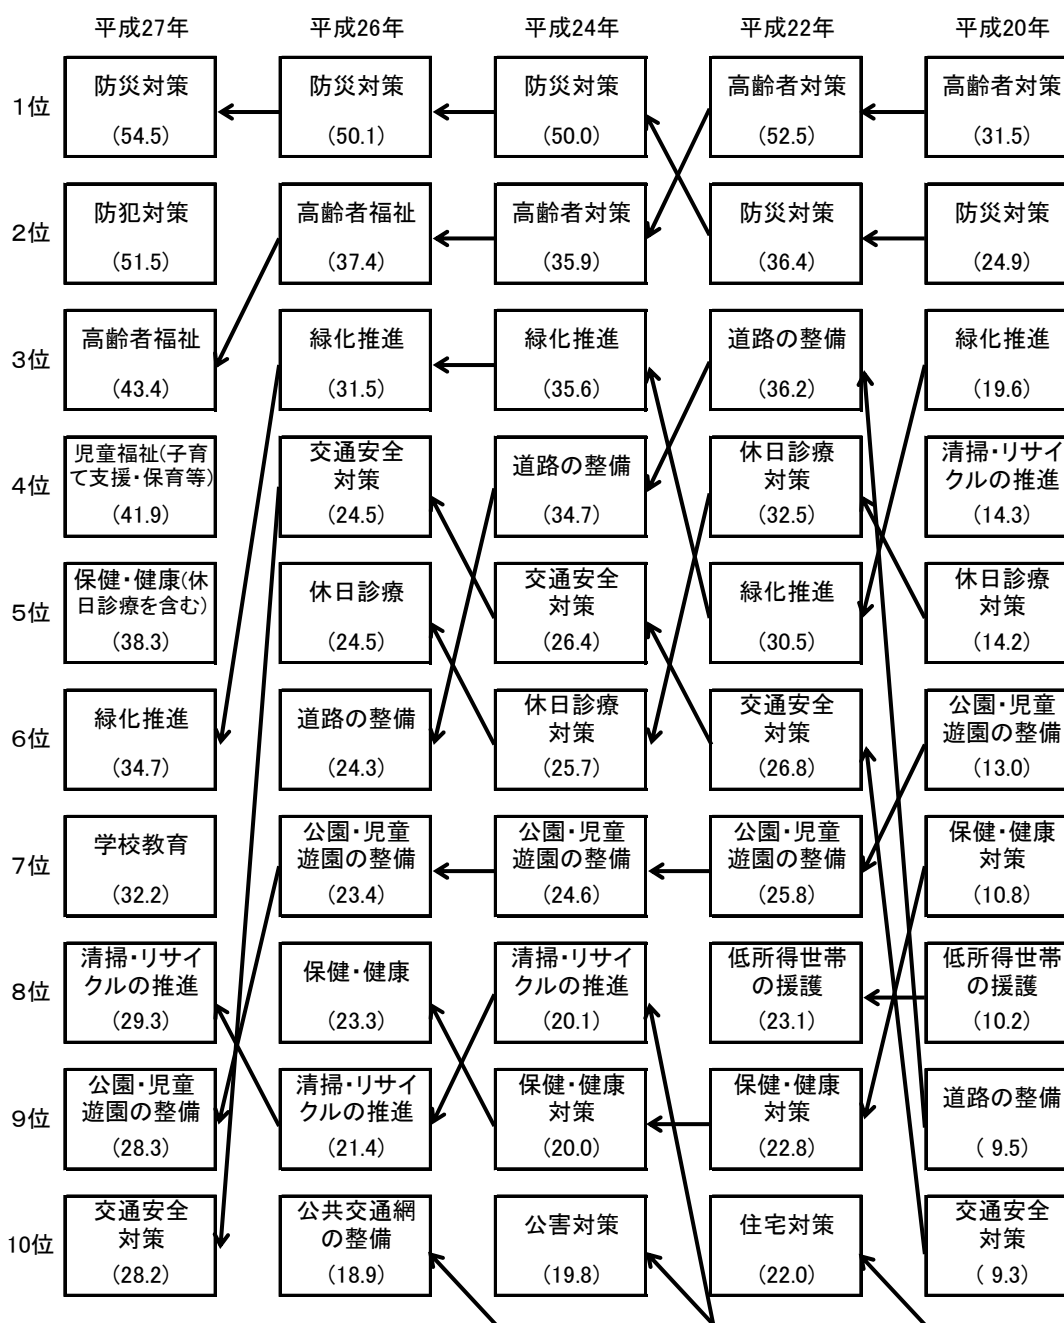 平成27年 平成26年 平成24年 平成22年 平成20年
1位
防災対策
(54.5)
防災対策
(50.1)
防災対策
(50.0)
高齢者対策
(52.5)
高齢者対策
(31.5)
2位
防犯対策
(51.5)
高齢者福祉
(37.4)
高齢者対策
(35.9)
防災対策
(36.4)
防災対策
(24.9)
3位
高齢者福祉
(43.4)
緑化推進
(31.5)
緑化推進
(35.6)
道路の整備
(36.2)
緑化推進
(19.6)
4位
児童福祉(子育
て支援・保育等)
(41.9)
交通安全
対策
(24.5)
道路の整備
(34.7)
休日診療
対策
(32.5)
清掃・リサイ
クルの推進
(14.3)
5位
保健・健康(休
日診療を含む)
(38.3)
休日診療
(24.5)
交通安全
対策
(26.4)
緑化推進
(30.5)
休日診療
対策
(14.2)
6位
緑化推進
(34.7)
道路の整備
(24.3)
休日診療
対策
(25.7)
交通安全
対策
(26.8)
公園・児童
遊園の整備
(13.0)
7位
学校教育
(32.2)
公園・児童
遊園の整備
(23.4)
公園・児童
遊園の整備
(24.6)
公園・児童
遊園の整備
(25.8)
保健・健康
対策
(10.8)
8位
清掃・リサイ
クルの推進
(29.3)
保健・健康
(23.3)
清掃・リサイ
クルの推進
(20.1)
低所得世帯
の援護
(23.1)
低所得世帯
の援護
(10.2)
9位
公園・児童
遊園の整備
(28.3)
清掃・リサイ
クルの推進
(21.4)
保健・健康
対策
(20.0)
保健・健康
対策
(22.8)
道路の整備
( 9.5)
10位
交通安全
対策
(28.2)
公共交通網
の整備
(18.9)
公害対策
(19.8)
住宅対策
(22.0)
交通安全
対策
( 9.3)